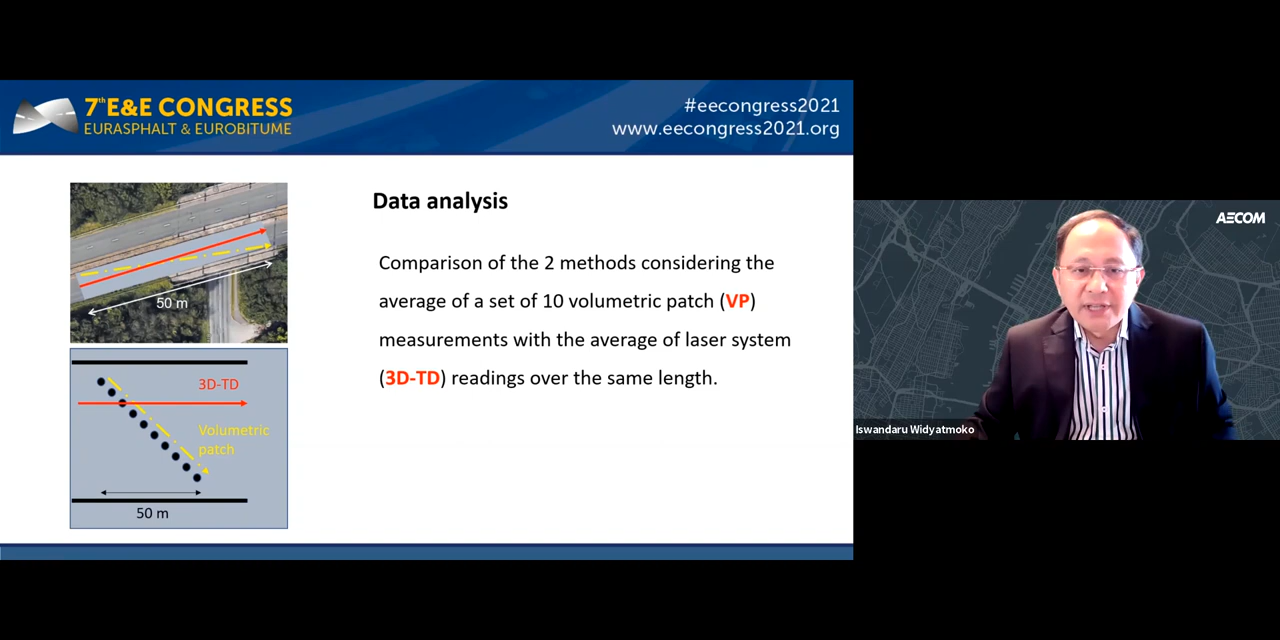 7th E&E CONGRESS
EURASPHALT & EUROBITUME
#eecongress2021
www.eecongress2021.org
50 m
3D-TD
Volumetric
patch
50 m
Data analysis
Comparison of the 2 methods considering the
average of a set of 10 volumetric patch (VP)
measurements with the average of laser system
(3D-TD) readings over the same length.
AECOM
Iswandaru Widyatmoko